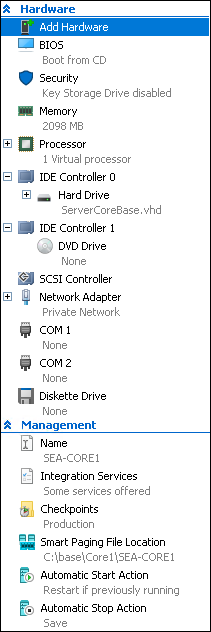 Hardware
Add Hardware
BIOS
Boot from CD
Security
Key Storage Drive disabled
Memory
2098 MB
Processor
1 Virtual processor
IDE Controller 0
Hard Drive
ServerCoreBase.vhd
IDE Controller 1
DVD Drive
None
SCSI Controller
Network Adapter
Private Network
COM 1
None
COM 2
None
Diskette Drive
None
Management
Name
SEA-CORE1
Integration Services
Some services offered
Checkpoints
Production
Smart Paging File Location
C:\base\Core1\SEA-CORE1
Automatic Start Action
Restart if previously running
Automatic Stop Action
Save